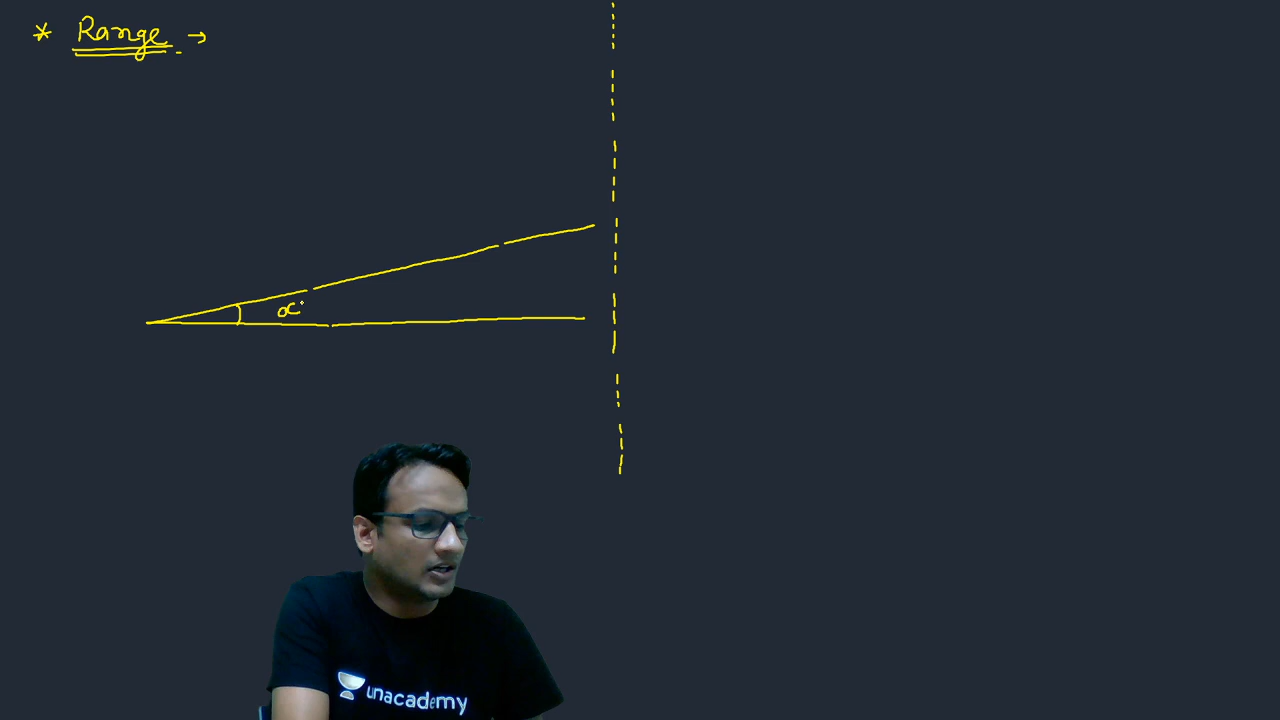 * Range →
α
unacademy